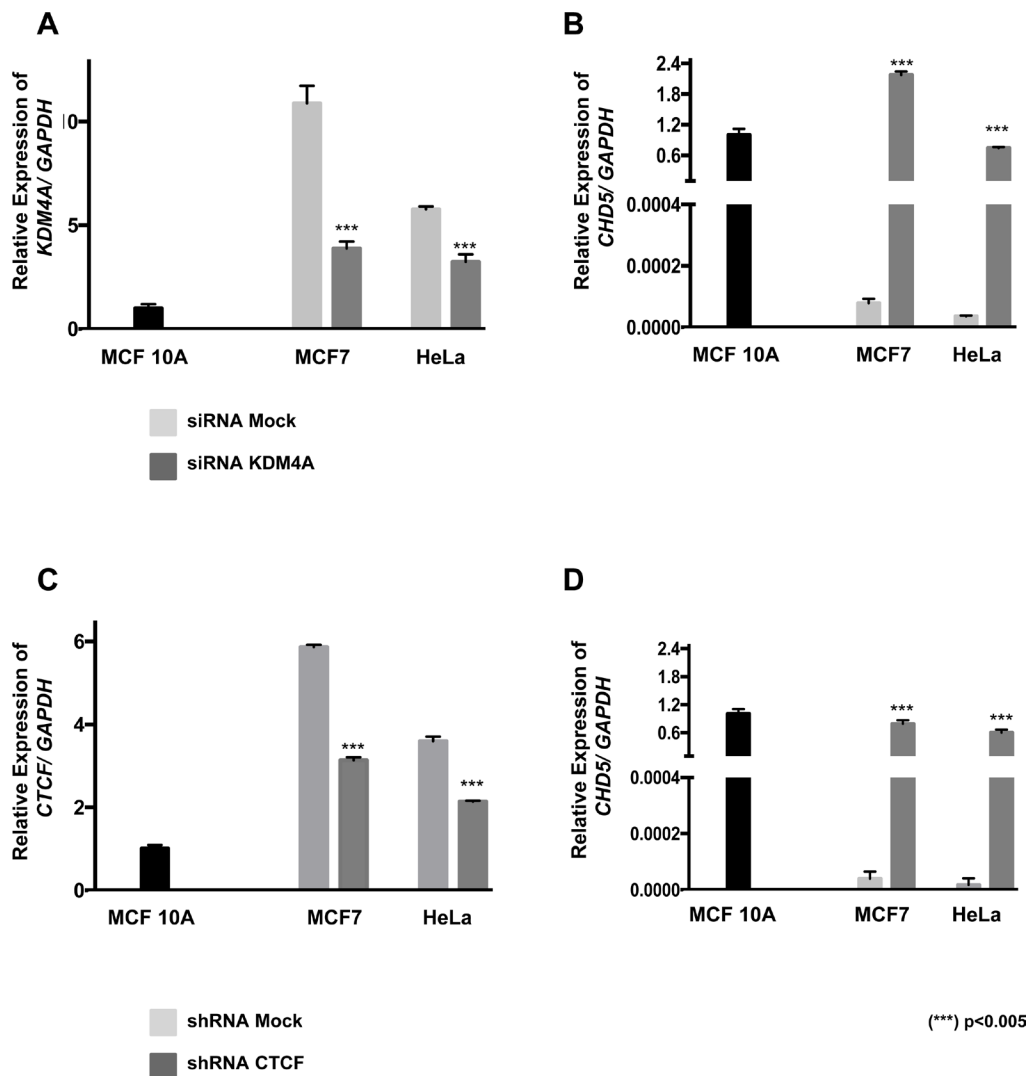 A
Relative Expression of
KDM4A/ GAPDH
10
5
0
***
***
MCF 10A
MCF7
HeLa
siRNA Mock
siRNA KDM4A
B
Relative Expression of
CHD5/ GAPDH
2.4
1.8
1.2
0.6
0.0004
0.0002
0.0000
***
***
MCF 10A
MCF7
HeLa
C
Relative Expression of
CTCF/ GAPDH
6
4
2
0
***
***
MCF 10A
MCF7
HeLa
shRNA Mock
shRNA CTCF
D
Relative Expression of
CHD5/ GAPDH
2.4
1.8
1.2
0.6
0.0004
0.0002
0.0000
***
***
MCF 10A
MCF7
HeLa
(***) p<0.005